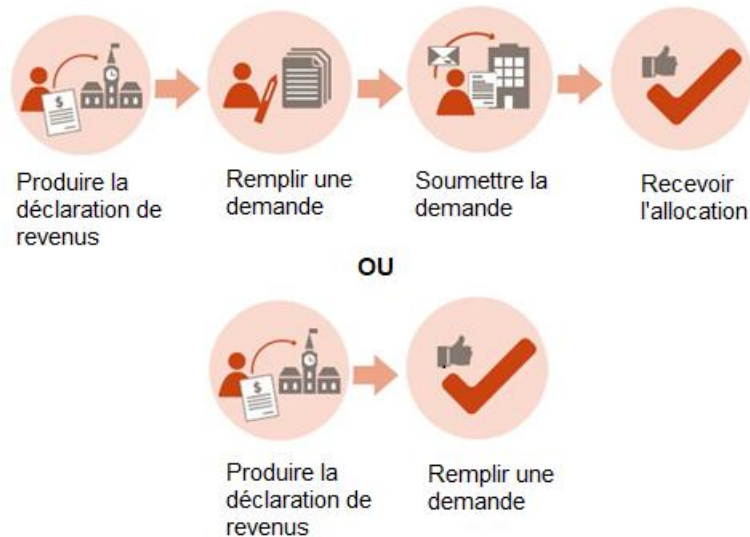 $
Produire la
déclaration de
revenus
Remplir une
demande
Soumettre la
demande
Recevoir
l'allocation
OU
$
Produire la
déclaration de
revenus
Remplir une
demande